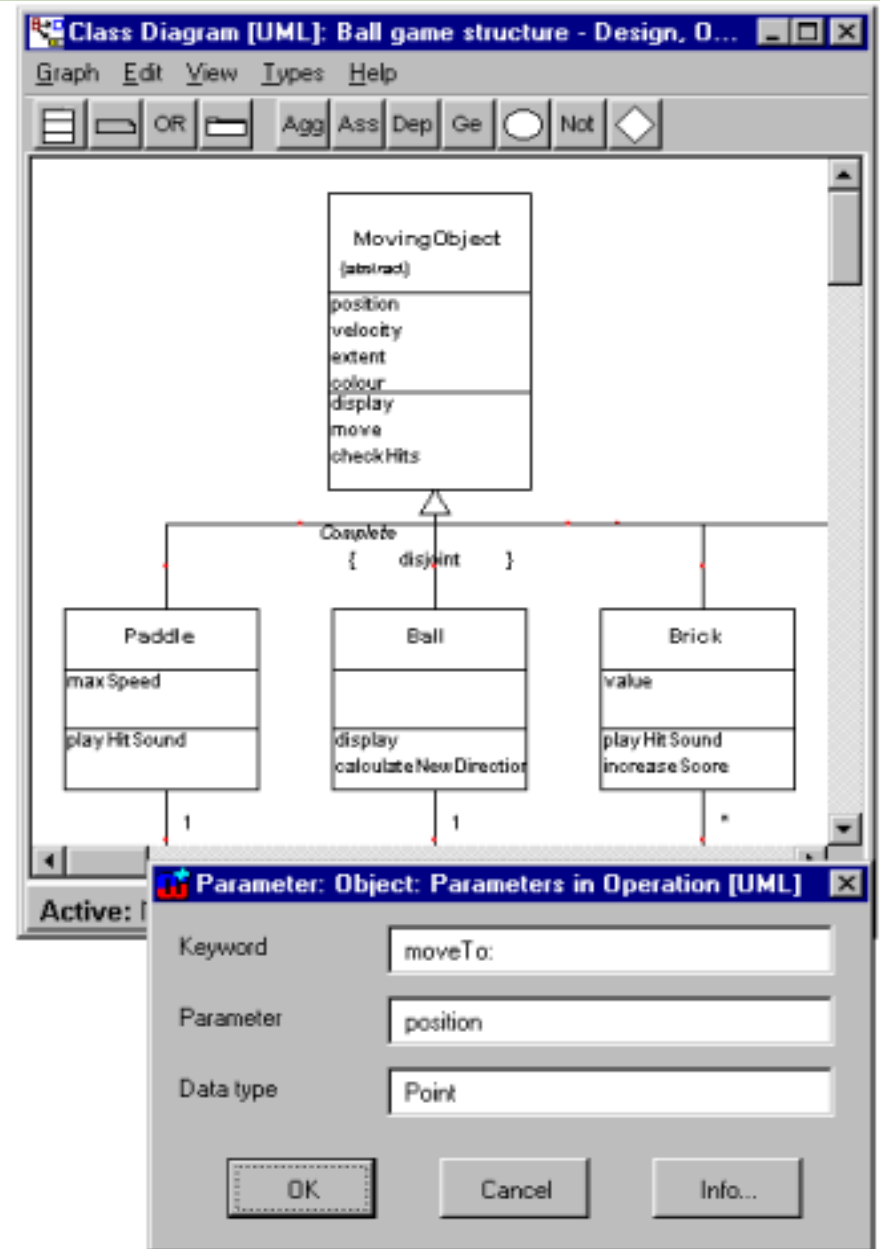 Class Diagram [UML]: Ball game structure - Design, O...
Graph Edit View Types Help
OR Agg Ass Dep Ge Not
MovingObject
{abstract}
position
velocity
extent
colour
display
move
checkHits
Complete
{ disjoint }
Paddle Ball Brick
maxSpeed value
playHitSound display playHitSound
calculateNewDirection increaseScore
1 1 *
Parameter: Object: Parameters in Operation [UML]
Active:
Keyword moveTo:
Parameter position
Data type Point
OK Cancel Info...